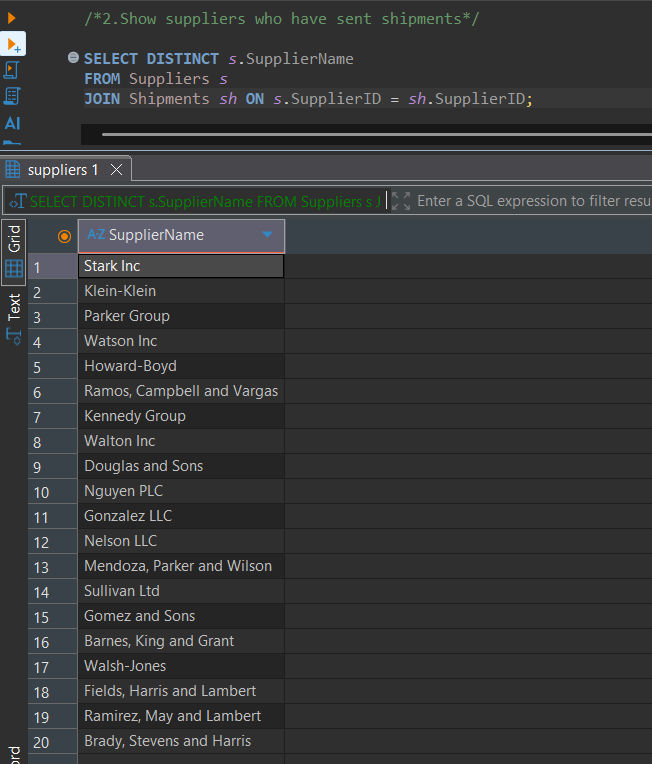 /*2.Show suppliers who have sent shipments*/
SELECT DISTINCT s.SupplierName
FROM Suppliers s
JOIN Shipments sh ON s.SupplierID = sh.SupplierID;
AI
suppliers 1
SELECT DISTINCT s.SupplierName FROM Suppliers s J
Enter a SQL expression to filter resu
Grid
Text
ord
A-Z SupplierName
1 Stark Inc
2 Klein-Klein
3 Parker Group
4 Watson Inc
5 Howard-Boyd
6 Ramos, Campbell and Vargas
7 Kennedy Group
8 Walton Inc
9 Douglas and Sons
10 Nguyen PLC
11 Gonzalez LLC
12 Nelson LLC
13 Mendoza, Parker and Wilson
14 Sullivan Ltd
15 Gomez and Sons
16 Barnes, King and Grant
17 Walsh-Jones
18 Fields, Harris and Lambert
19 Ramirez, May and Lambert
20 Brady, Stevens and Harris